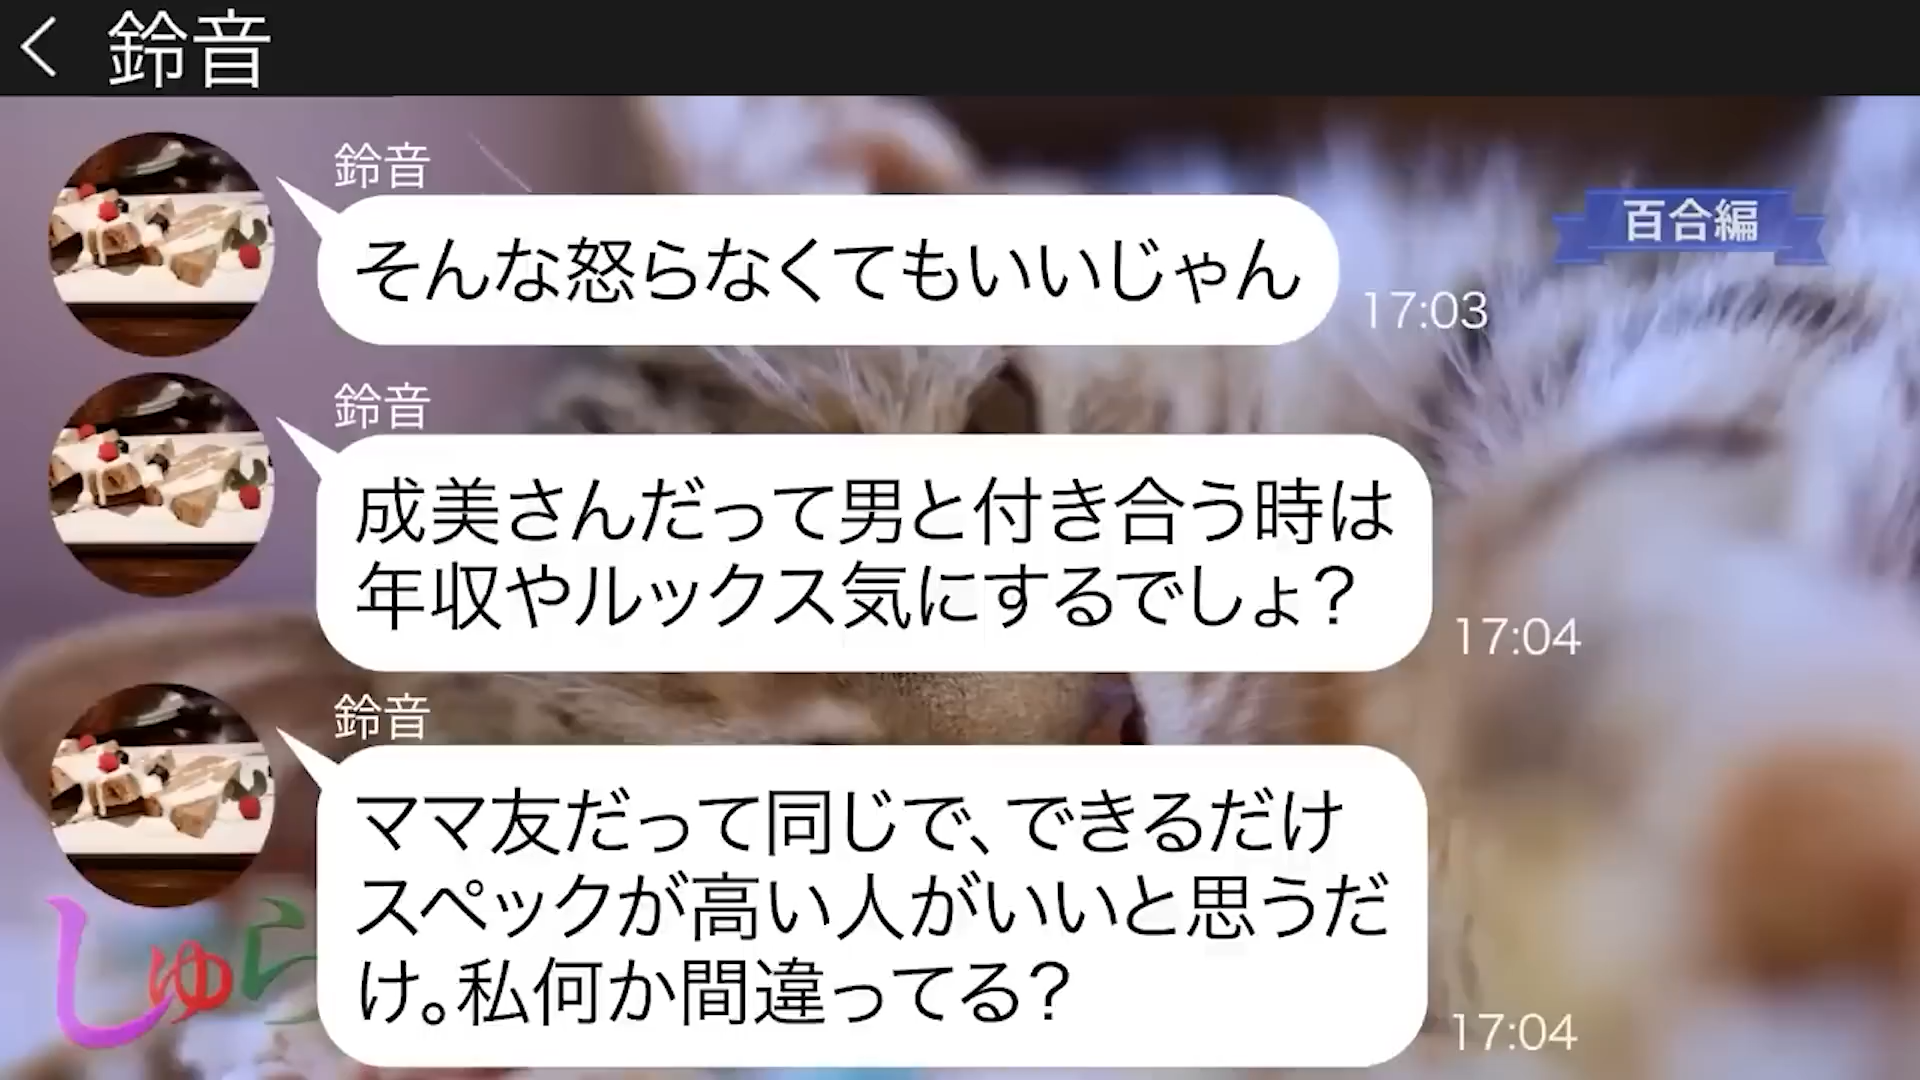 鈴音
鈴音
そんな怒らなくてもいいじゃん
17:03
百合編
鈴音
成美さんだって男と付き合う時は
年収やルックス気にするでしょ?
17:04
鈴音
ママ友だって同じで、できるだけ
スペックが高い人がいいと思うだ
け。私何か間違ってる?
17:04
しゅら